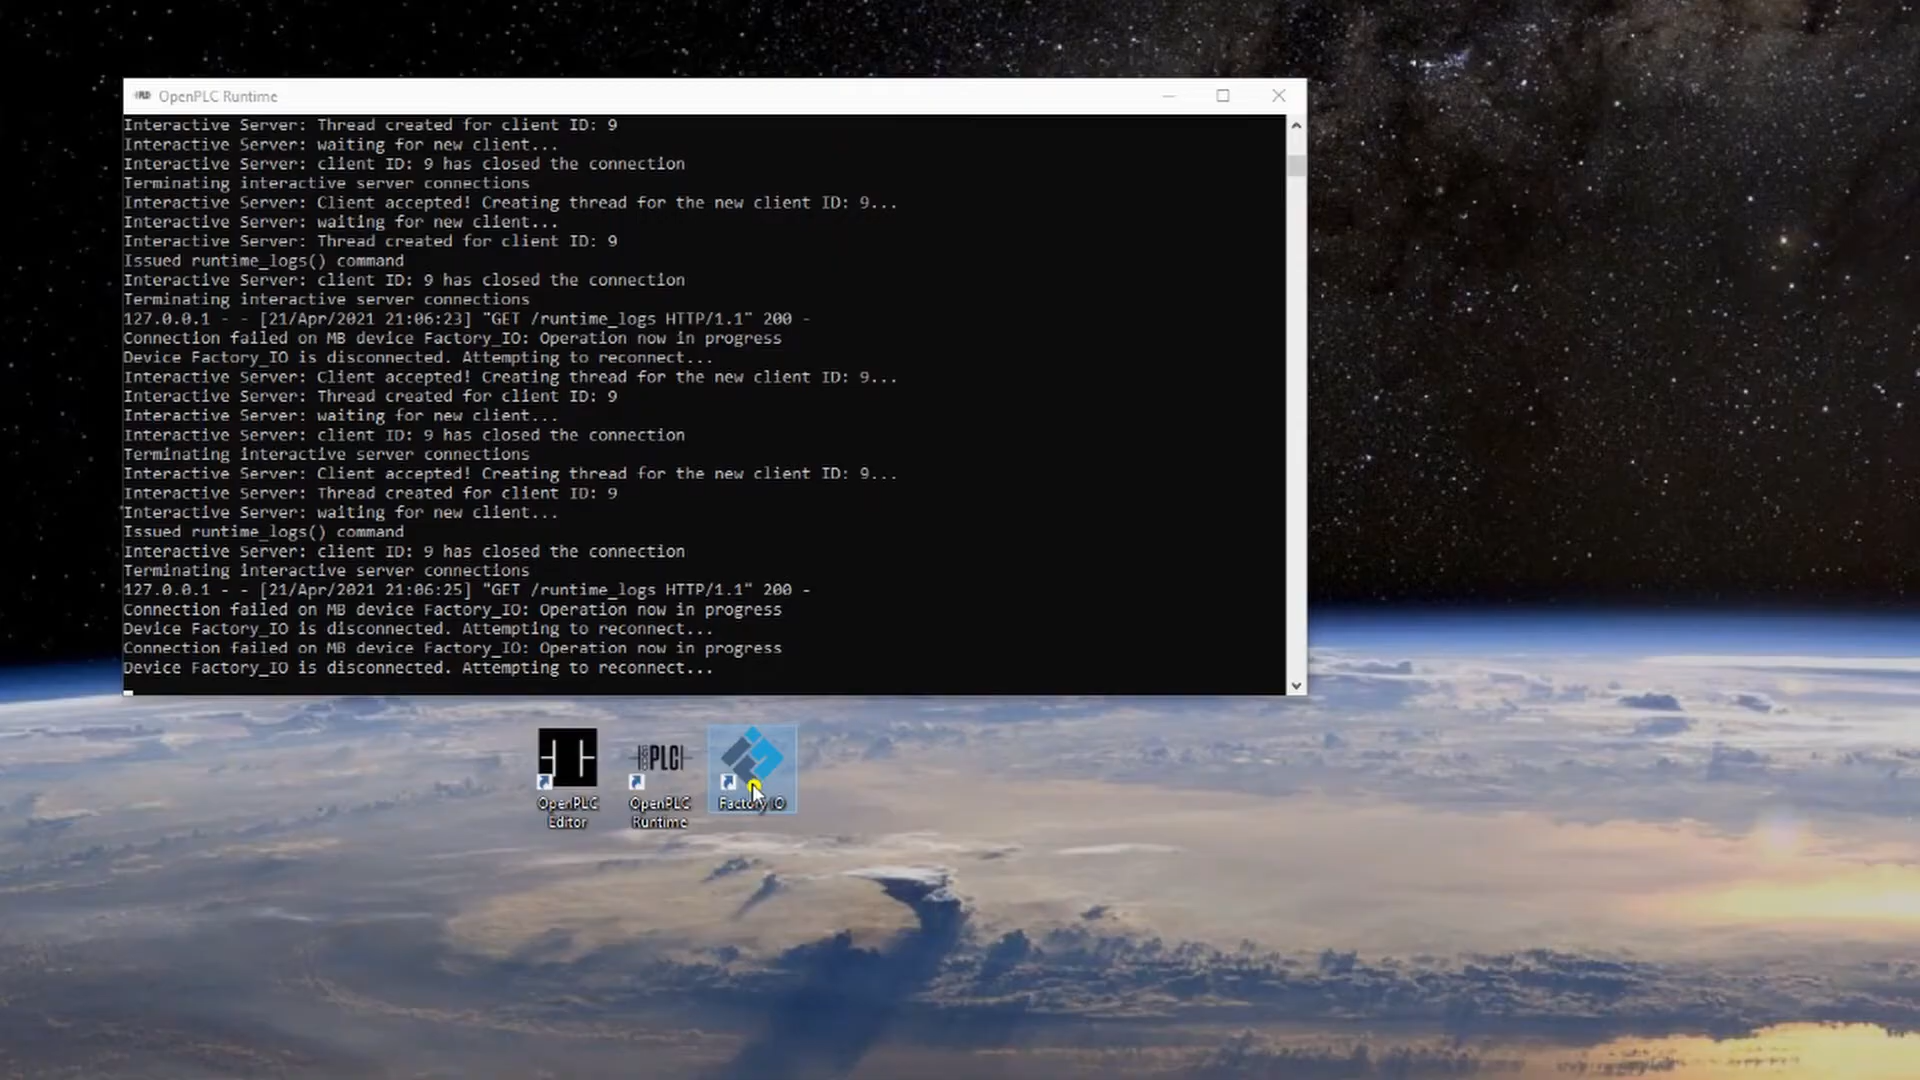 OpenPLC Runtime
Interactive Server: Thread created for client ID: 9
Interactive Server: waiting for new client...
Interactive Server: client ID: 9 has closed the connection
Terminating interactive server connections
Interactive Server: Client accepted! Creating thread for the new client ID: 9...
Interactive Server: waiting for new client...
Interactive Server: Thread created for client ID: 9
Issued runtime_logs() command
Interactive Server: client ID: 9 has closed the connection
Terminating interactive server connections
127.0.0.1 - - [21/Apr/2021 21:06:23] "GET /runtime_logs HTTP/1.1" 200 -
Connection failed on MB device Factory_IO: Operation now in progress
Device Factory_IO is disconnected. Attempting to reconnect...
Interactive Server: Client accepted! Creating thread for the new client ID: 9...
Interactive Server: Thread created for client ID: 9
Interactive Server: waiting for new client...
Interactive Server: client ID: 9 has closed the connection
Terminating interactive server connections
Interactive Server: Client accepted! Creating thread for the new client ID: 9...
Interactive Server: Thread created for client ID: 9
Interactive Server: waiting for new client...
Issued runtime_logs() command
Interactive Server: client ID: 9 has closed the connection
Terminating interactive server connections
127.0.0.1 - - [21/Apr/2021 21:06:25] "GET /runtime_logs HTTP/1.1" 200 -
Connection failed on MB device Factory_IO: Operation now in progress
Device Factory_IO is disconnected. Attempting to reconnect...
Connection failed on MB device Factory_IO: Operation now in progress
Device Factory_IO is disconnected. Attempting to reconnect...
PLC
OpenPLC
Editor
OpenPLC
Runtime
Factory IO